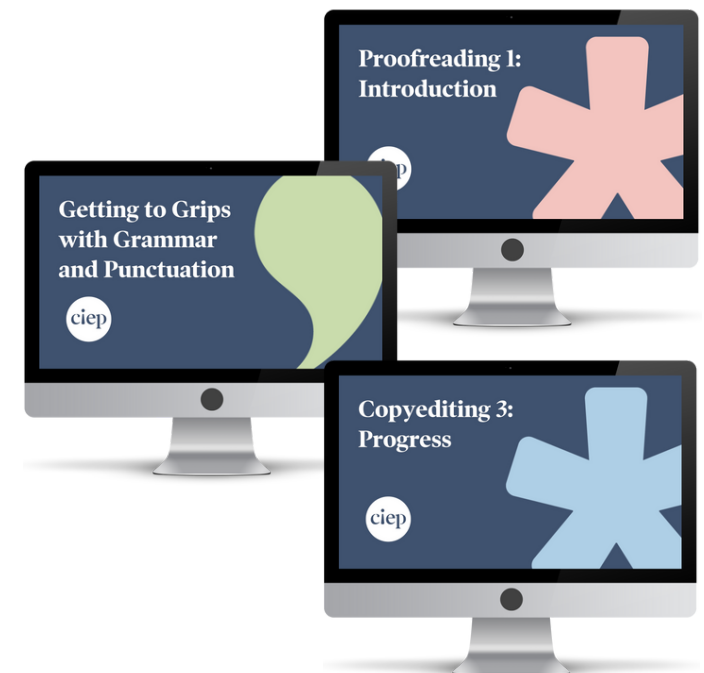 Proofreading 1:
Introduction
Getting to Grips
with Grammar
and Punctuation
ciep
Copyediting 3:
Progress
ciep